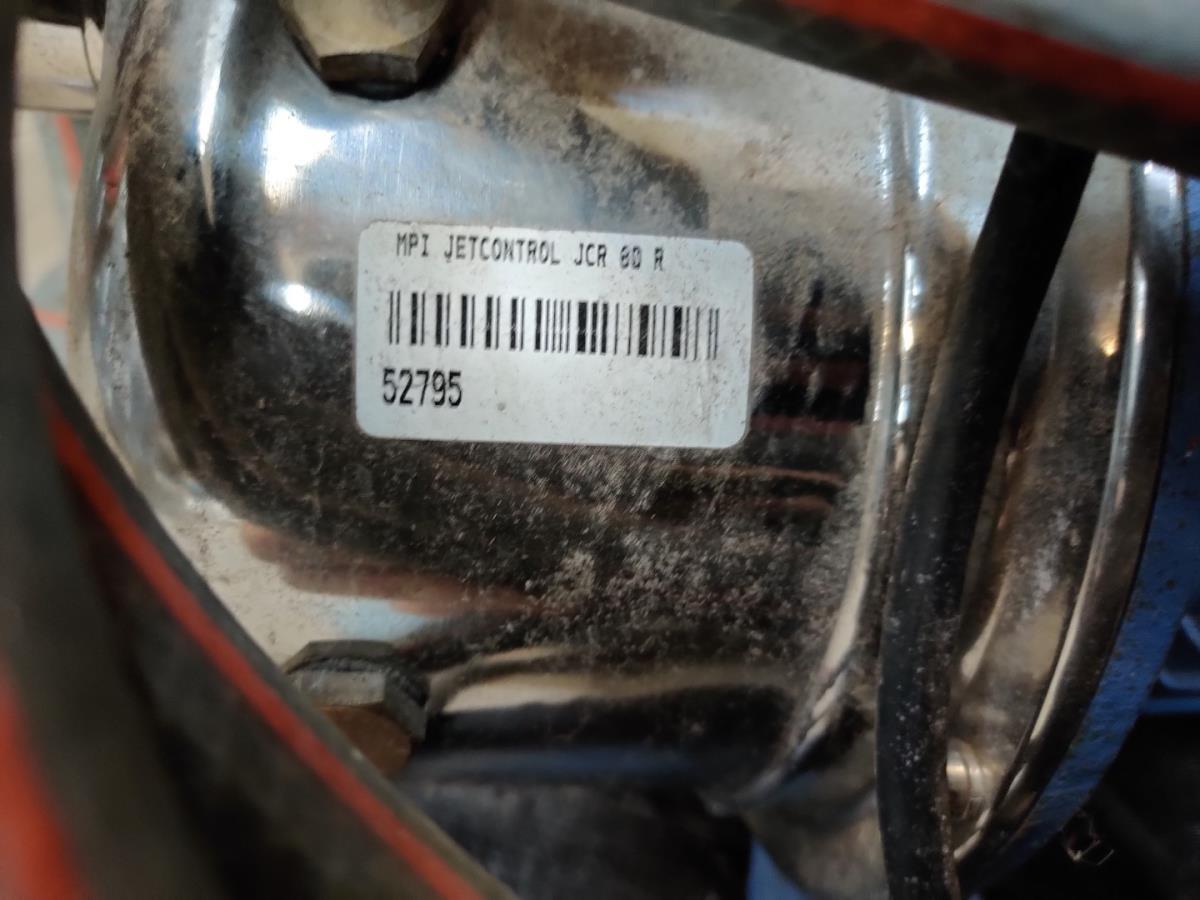 MPI JETCONTROL JCR 80 R
52795